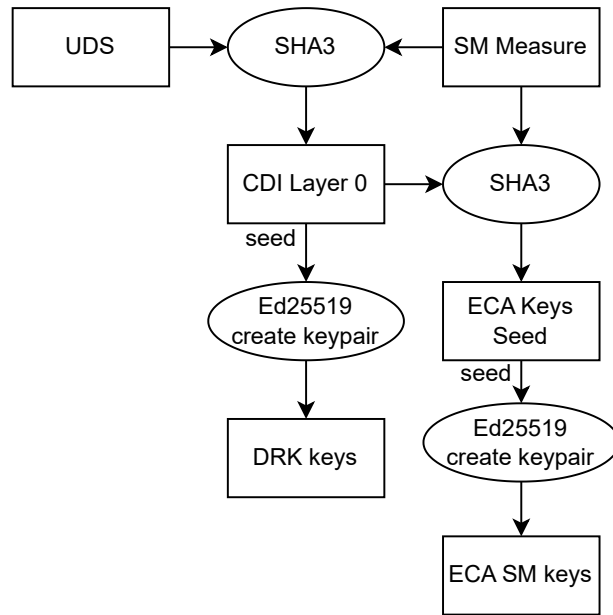 UDS
SHA3
SM Measure
CDI Layer 0
SHA3
seed
Ed25519
create keypair
ECA Keys
Seed
seed
DRK keys
Ed25519
create keypair
ECA SM keys